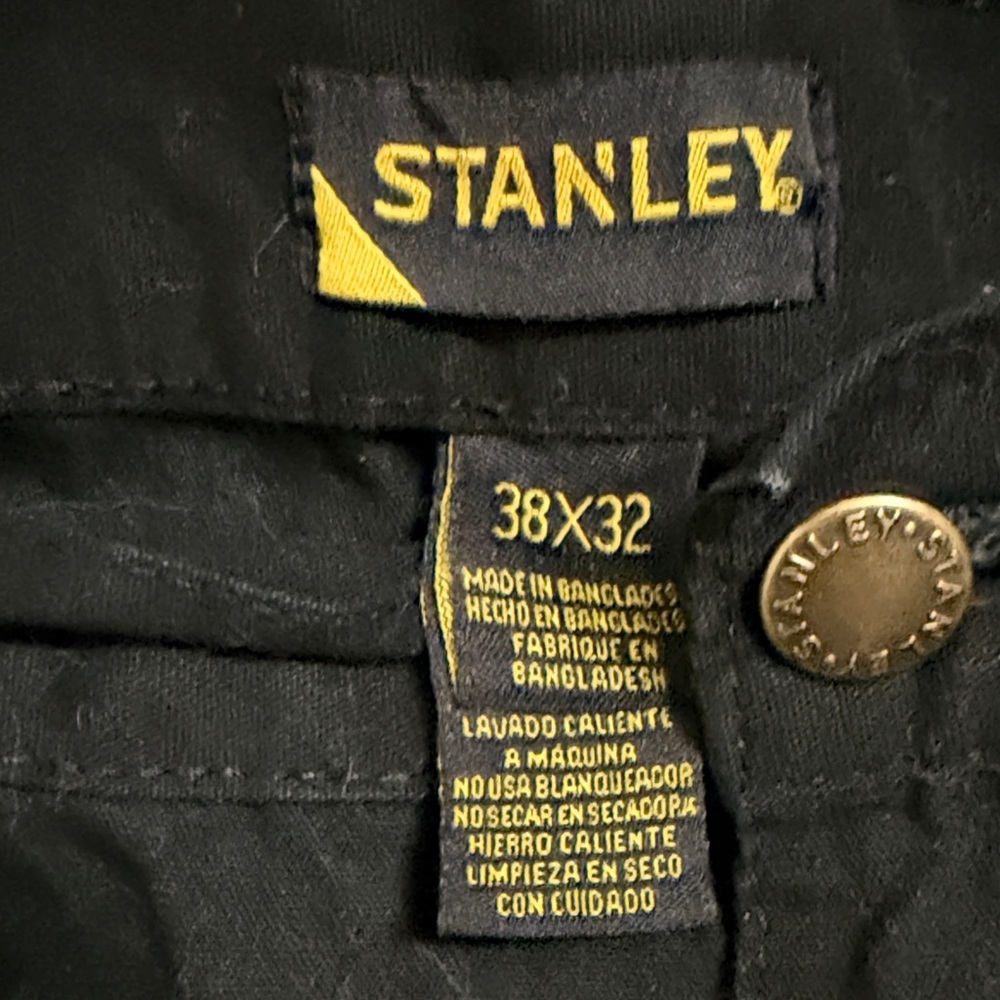 STANLEY®
38X32
MADE IN BANGLADES
HECHO EN BANGLADES
FABRIQUE EN
BANGLADESH
LAVADO CALIENTE
A MÁQUINA
NO USA BLANQUEADOR
NO SECAR EN SECADORA
HIERRO CALIENTE
LIMPIEZA EN SECO
CON CUIDADO
STANLEY·STANLEY·